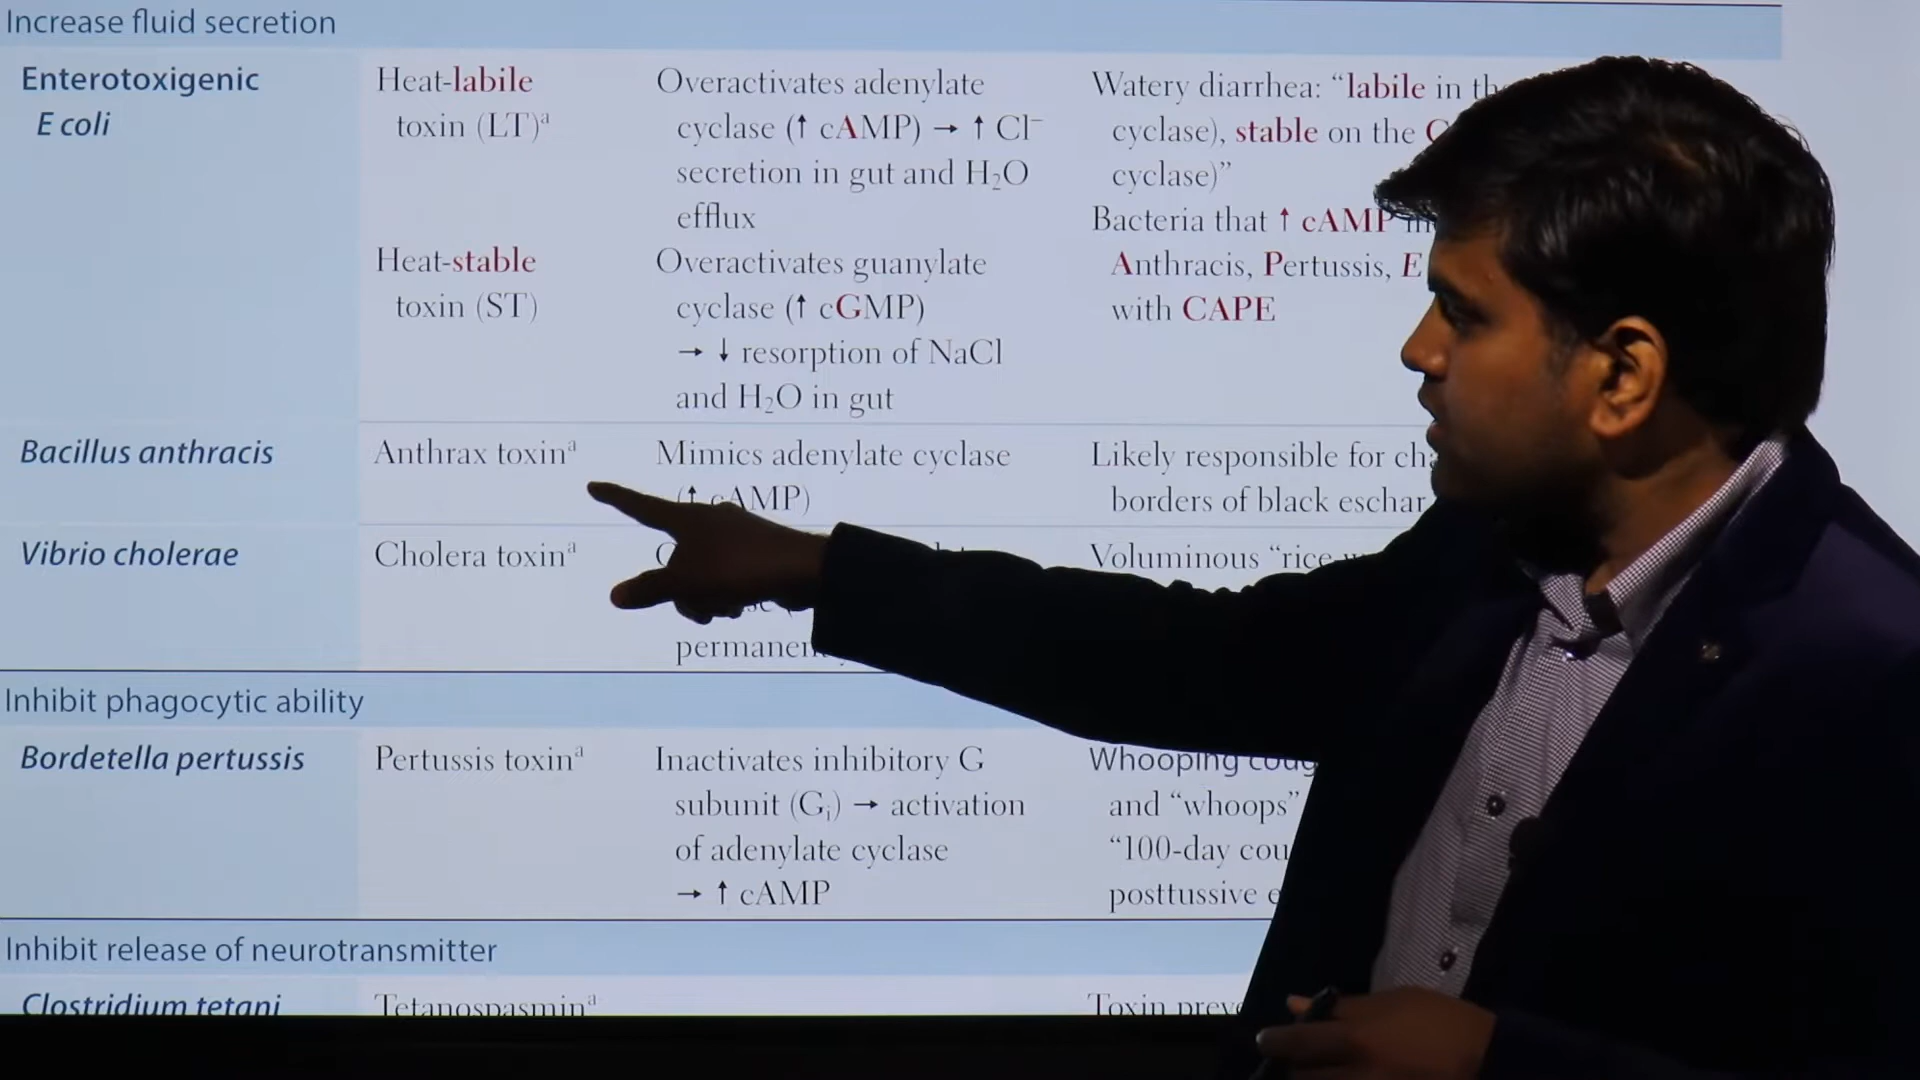 Increase fluid secretion
Enterotoxigenic
E coli
Heat-labile
toxin (LT)ª
Overactivates adenylate
cyclase (↑ cAMP) → ↑ Cl⁻
secretion in gut and H₂O
efflux
Watery diarrhea: “labile in
cyclase), stable on the
cyclase)”
Bacteria that ↑ cAMP
Anthracis, Pertussis, E
with CAPE
Heat-stable
toxin (ST)
Overactivates guanylate
cyclase (↑ cGMP)
→ ↓ resorption of NaCl
and H₂O in gut
Bacillus anthracis
Anthrax toxinª
Mimics adenylate cyclase
(↑ cAMP)
Likely responsible for
borders of black eschar
Vibrio cholerae
Cholera toxinª
Voluminous “rice
Inhibit phagocytic ability
Bordetella pertussis
Pertussis toxinª
Inactivates inhibitory G
subunit (Gᵢ) → activation
of adenylate cyclase
→ ↑ cAMP
Whooping
and “whoops”
“100-day
posttussive
Inhibit release of neurotransmitter
Clostridium tetani
Tetanospasminª
Toxin